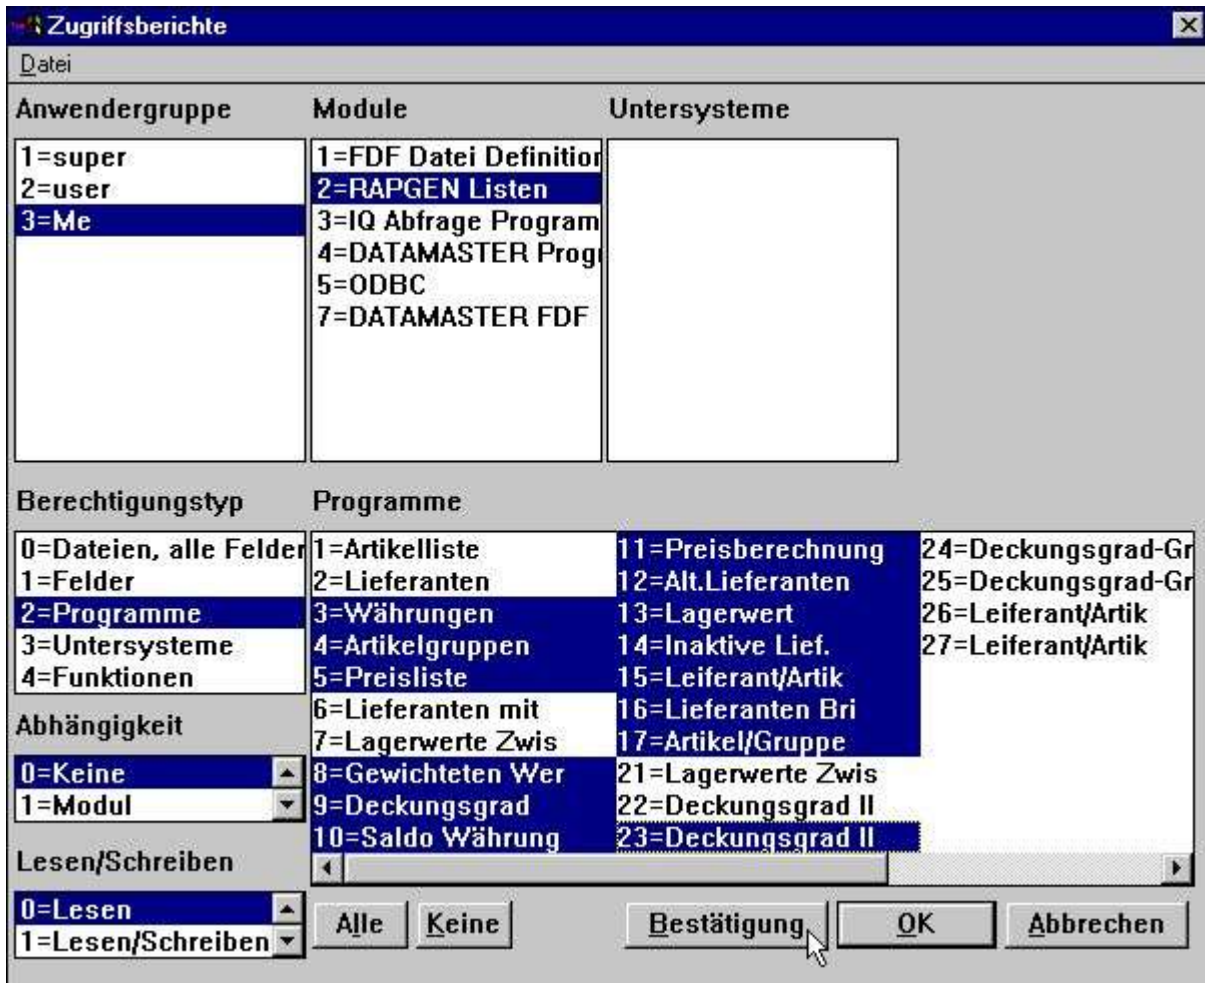 Zugriffsberichte
Datei
Anwendergruppe
1=super
2=user
3=Me
Module
1=FDF Datei Definition
2=RAPGEN Listen
3=IQ Abfrage Program
4=DATAMASTER Prog
5=ODBC
7=DATAMASTER FDF
Untersysteme
Berechtigungstyp
0=Dateien, alle Felder
1=Felder
2=Programme
3=Untersysteme
4=Funktionen
Abhängigkeit
0=Keine
1=Modul
Lesen/Schreiben
0=Lesen
1=Lesen/Schreiben
Programme
1=Artikelliste
2=Lieferanten
3=Währungen
4=Artikelgruppen
5=Preisliste
6=Lieferanten mit
7=Lagerwerte Zwis
8=Gewichteten Wer
9=Deckungsgrad
10=Saldo Währung
11=Preisberechnung
12=Alt.Lieferanten
13=Lagerwert
14=Inaktive Lief.
15=Leiferant/Artik
16=Lieferanten Bri
17=Artikel/Gruppe
21=Lagerwerte Zwis
22=Deckungsgrad II
23=Deckungsgrad II
24=Deckungsgrad-Gr
25=Deckungsgrad-Gr
26=Leiferant/Artik
27=Leiferant/Artik
Alle
Keine
Bestätigung
OK
Abbrechen